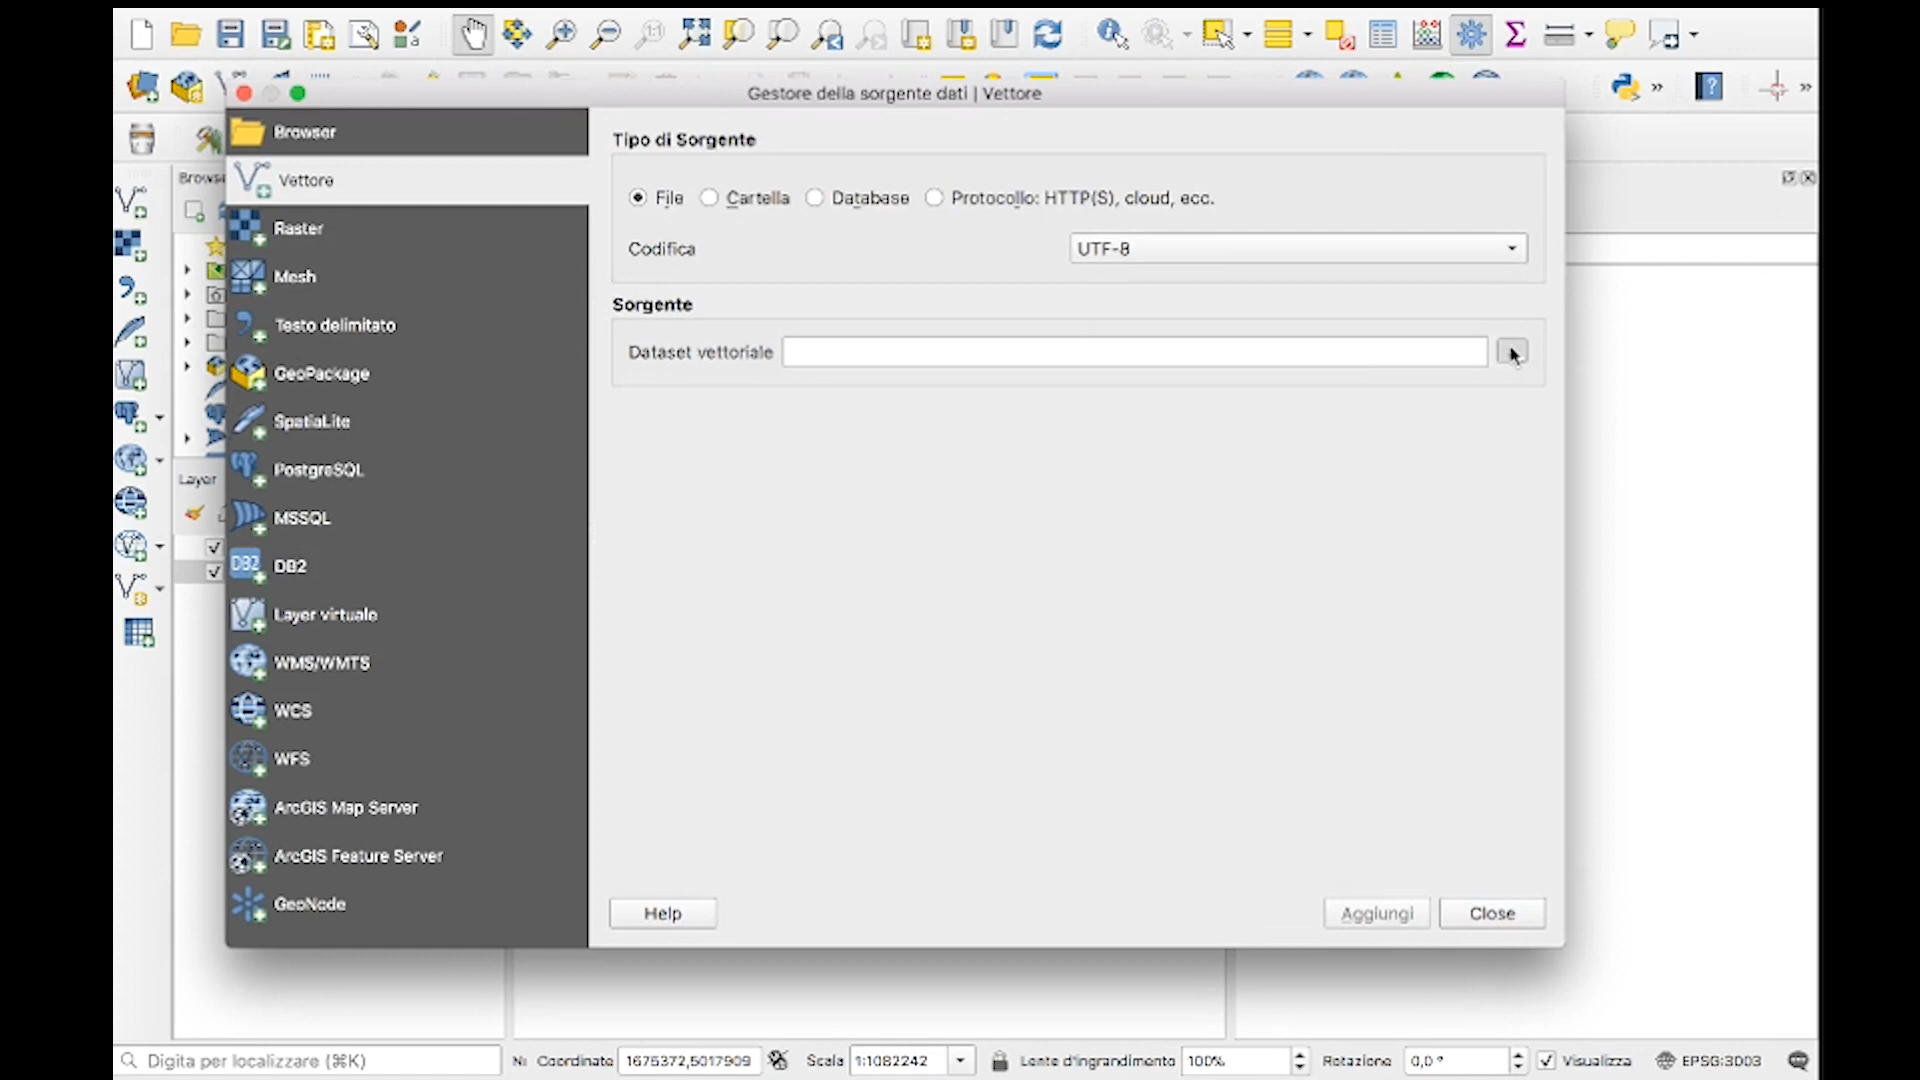 Gestore della sorgente dati | Vettore
Browser
Vettore
Raster
Mesh
Testo delimitato
GeoPackage
SpatiaLite
PostgreSQL
MSSQL
DB2
DB2
Layer virtuale
WMS/WMTS
WCS
WFS
ArcGIS Map Server
ArcGIS Feature Server
GeoNode
Tipo di Sorgente
File Cartella Database Protocollo: HTTP(S), cloud, ecc.
Codifica UTF-8
Sorgente
Dataset vettoriale
Help Aggiungi Close
Layer
Digita per localizzare (⌘K) Coordinate 1675372,5017909 Scala 1:1082242 Lente d'ingrandimento 100% Rotazione 0,0 ° Visualizza EPSG:3003